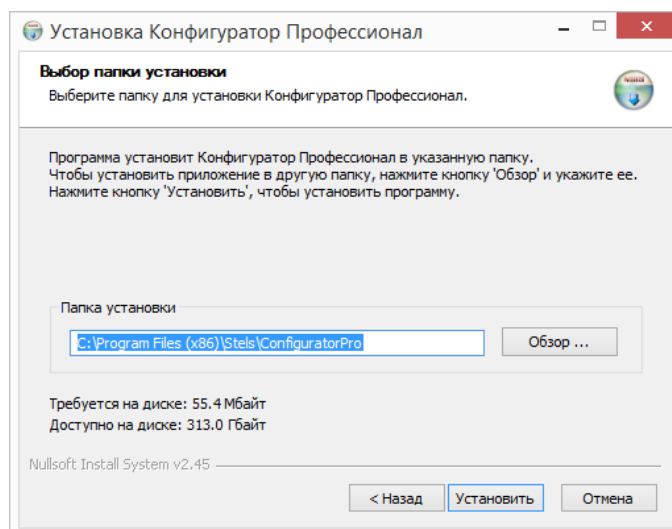 Установка Конфигуратор Профессионал
Выбор папки установки
Выберите папку для установки Конфигуратор Профессионал.
Программа установит Конфигуратор Профессионал в указанную папку.
Чтобы установить приложение в другую папку, нажмите кнопку 'Обзор' и укажите ее.
Нажмите кнопку 'Установить', чтобы установить программу.
Папка установки
C:\Program Files (x86)\Stels\ConfiguratorPro
Обзор ...
Требуется на диске: 55.4 Мбайт
Доступно на диске: 313.0 Гбайт
Nullsoft Install System v2.45
< Назад
Установить
Отмена